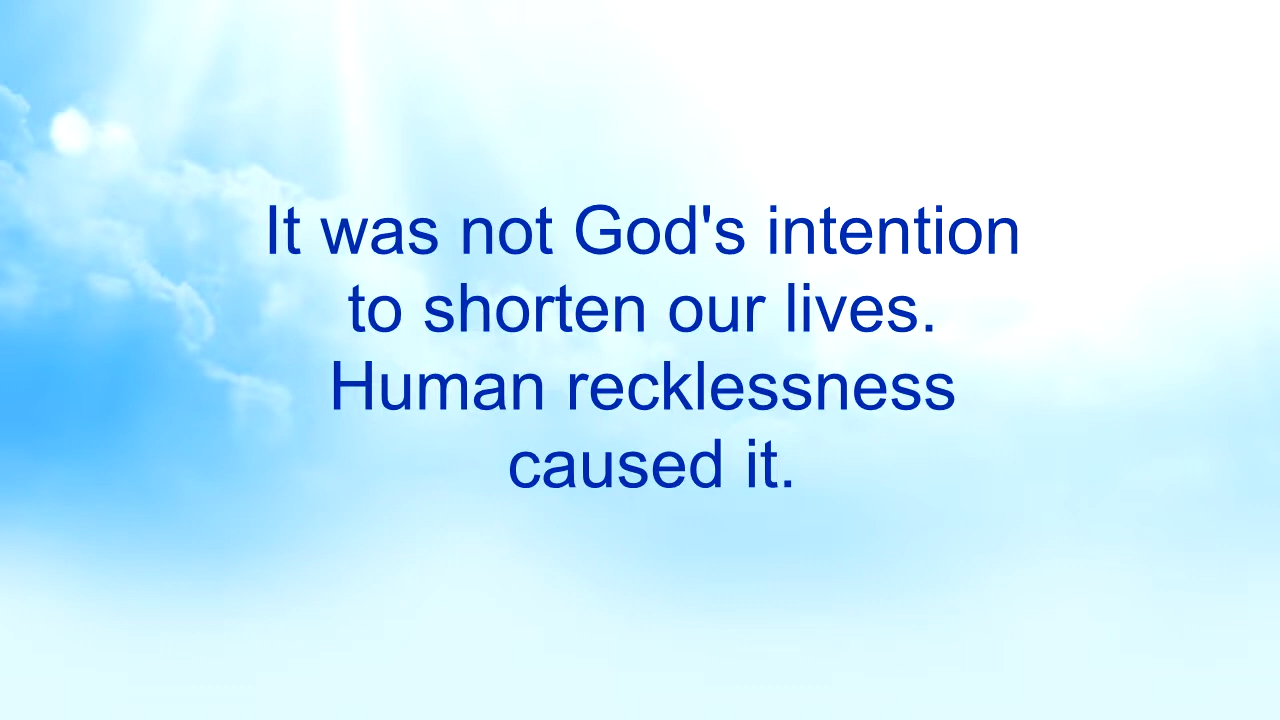 It was not God's intention
to shorten our lives.
Human recklessness
caused it.